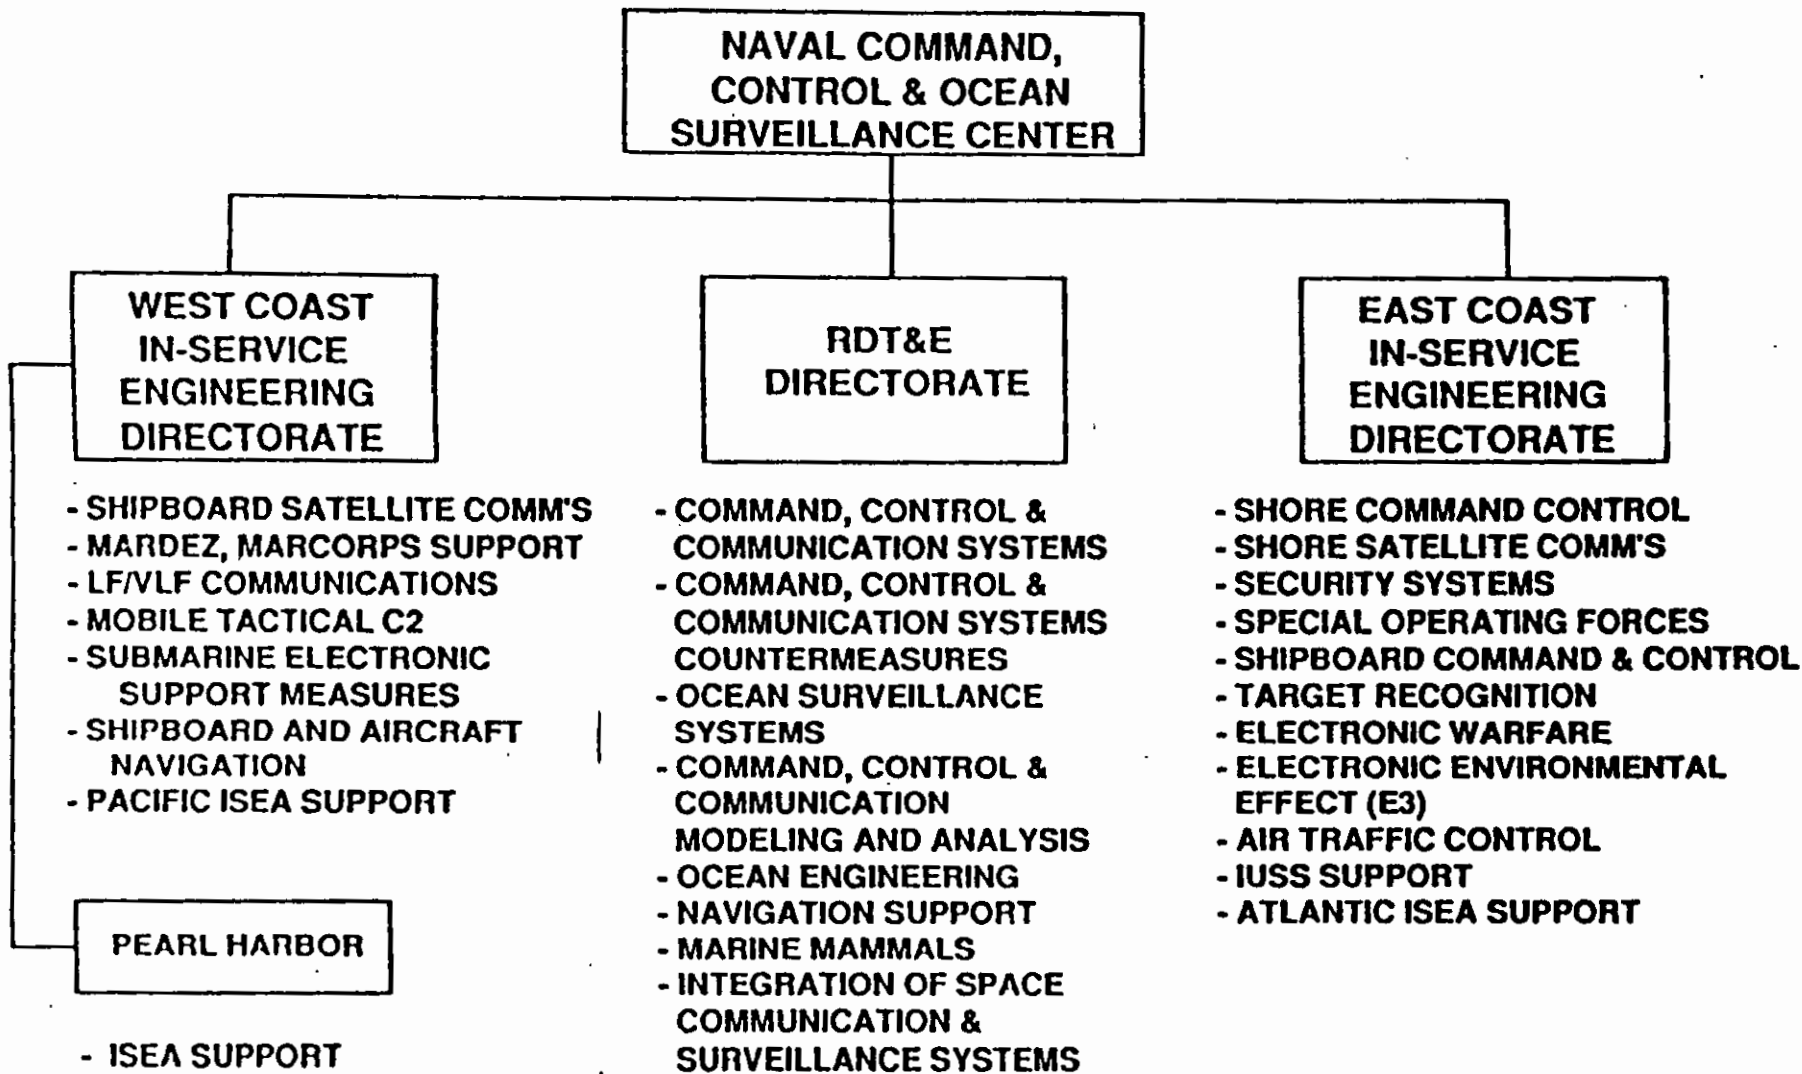 NAVAL COMMAND,
CONTROL & OCEAN
SURVEILLANCE CENTER
WEST COAST
IN-SERVICE
ENGINEERING
DIRECTORATE
- SHIPBOARD SATELLITE COMM'S
- MARDEZ, MARCORPS SUPPORT
- LF/VLF COMMUNICATIONS
- MOBILE TACTICAL C2
- SUBMARINE ELECTRONIC
SUPPORT MEASURES
- SHIPBOARD AND AIRCRAFT
NAVIGATION
- PACIFIC ISEA SUPPORT
PEARL HARBOR
- ISEA SUPPORT
RDT&E
DIRECTORATE
- COMMAND, CONTROL &
COMMUNICATION SYSTEMS
- COMMAND, CONTROL &
COMMUNICATION SYSTEMS
COUNTERMEASURES
- OCEAN SURVEILLANCE
SYSTEMS
- COMMAND, CONTROL &
COMMUNICATION
MODELING AND ANALYSIS
- OCEAN ENGINEERING
- NAVIGATION SUPPORT
- MARINE MAMMALS
- INTEGRATION OF SPACE
COMMUNICATION &
SURVEILLANCE SYSTEMS
EAST COAST
IN-SERVICE
ENGINEERING
DIRECTORATE
- SHORE COMMAND CONTROL
- SHORE SATELLITE COMM'S
- SECURITY SYSTEMS
- SPECIAL OPERATING FORCES
- SHIPBOARD COMMAND & CONTROL
- TARGET RECOGNITION
- ELECTRONIC WARFARE
- ELECTRONIC ENVIRONMENTAL
EFFECT (E3)
- AIR TRAFFIC CONTROL
- IUSS SUPPORT
- ATLANTIC ISEA SUPPORT